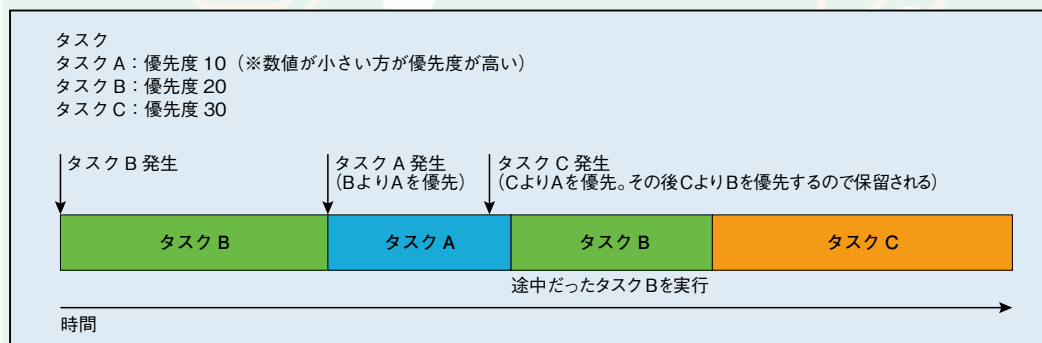 タスク
タスクA：優先度 10（※数値が小さい方が優先度が高い）
タスクB：優先度 20
タスクC：優先度 30
タスクB 発生
タスクA 発生
（BよりAを優先）
タスクC 発生
（CよりAを優先。その後CよりBを優先するので保留される）
タスクB
タスクA
タスクB
タスクC
途中だったタスクBを実行
時間